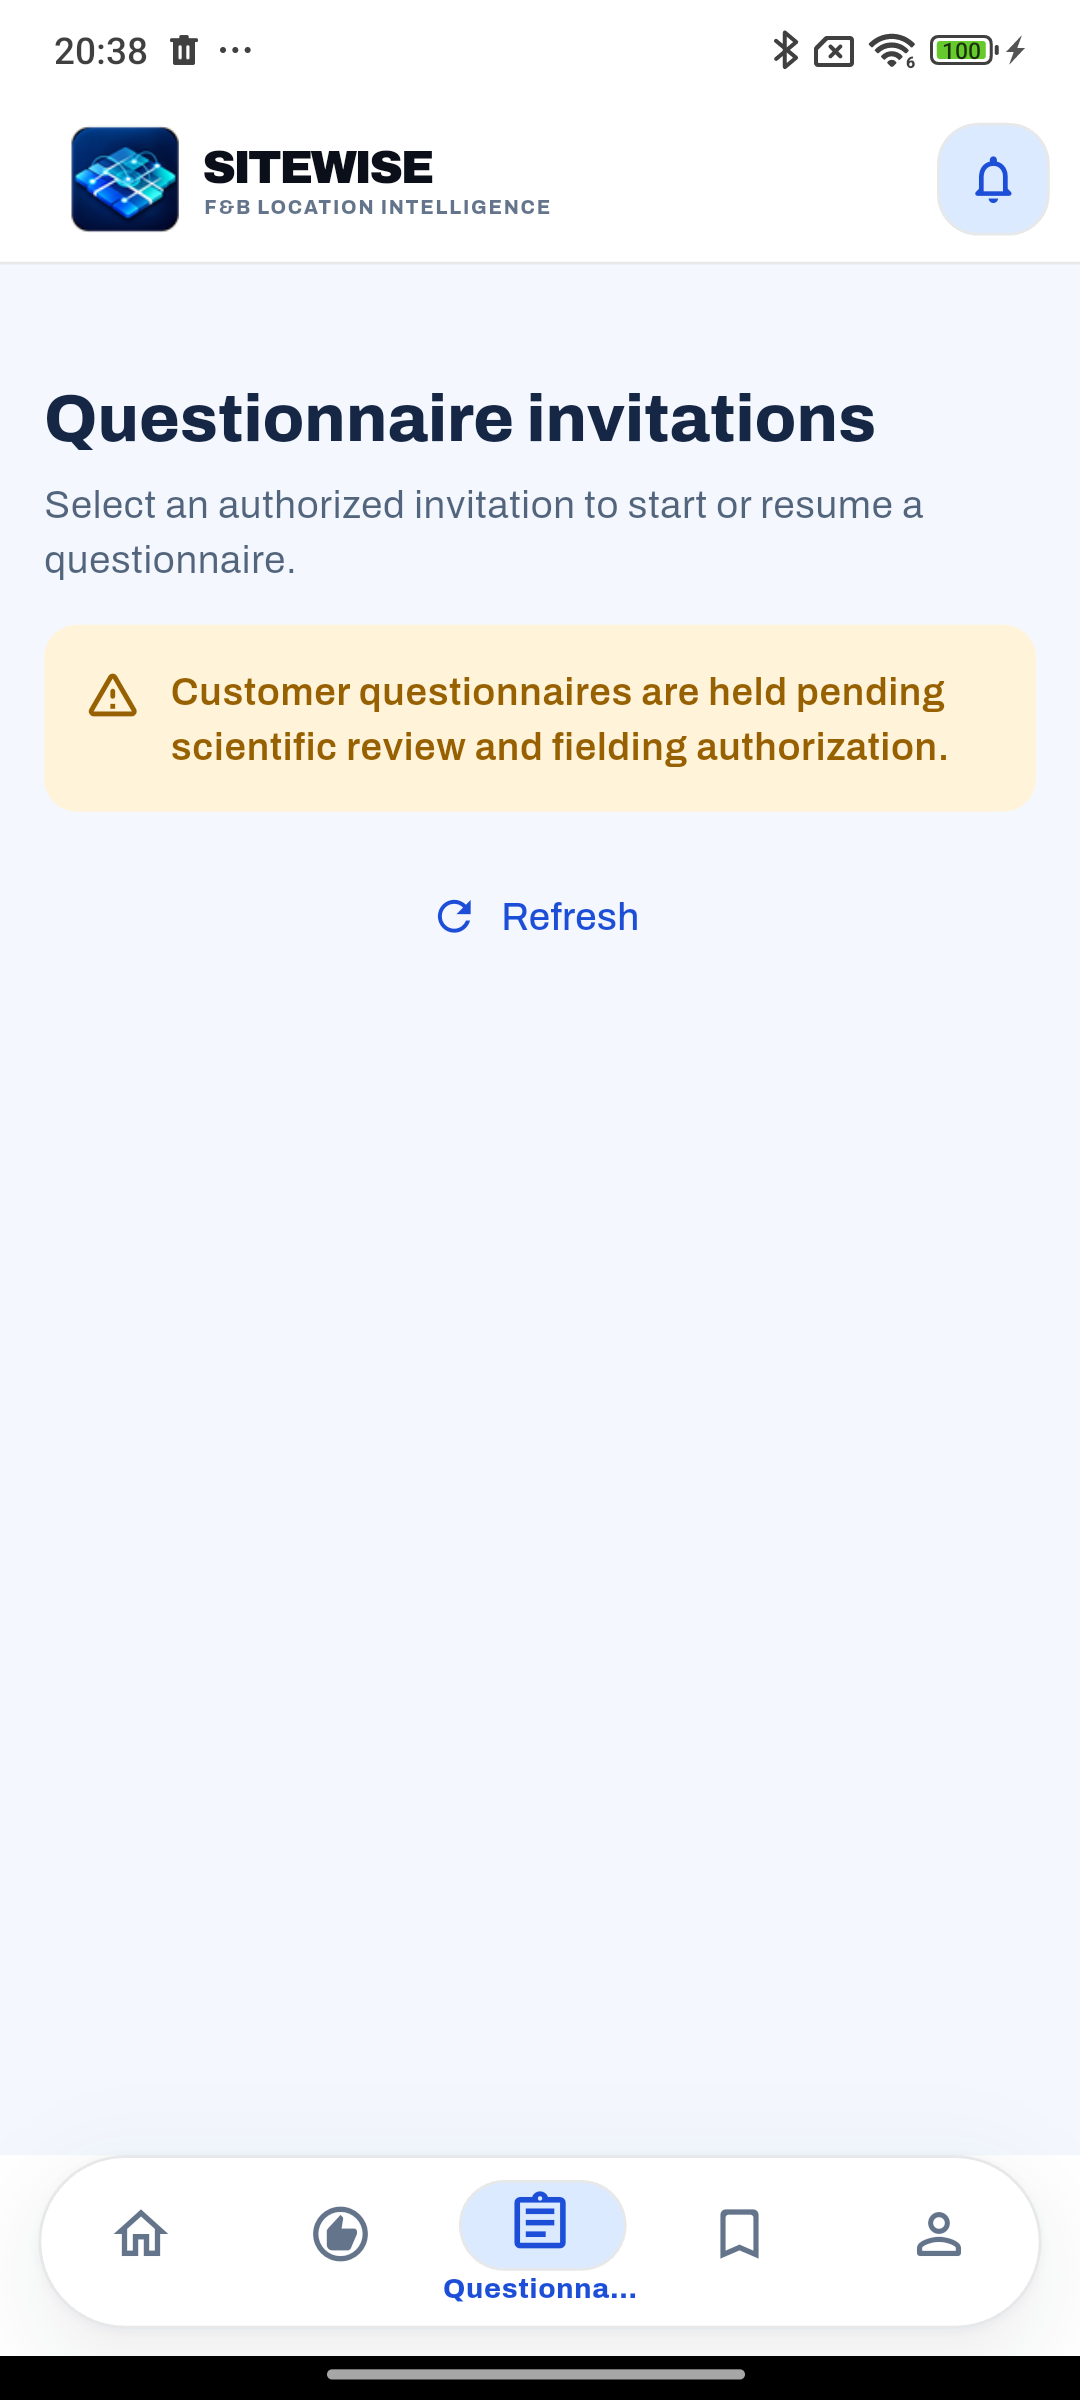 20:38
6
100
SITEWISE
F&B LOCATION INTELLIGENCE
Questionnaire invitations
Select an authorized invitation to start or resume a
questionnaire.
Customer questionnaires are held pending
scientific review and fielding authorization.
Refresh
Questionna...